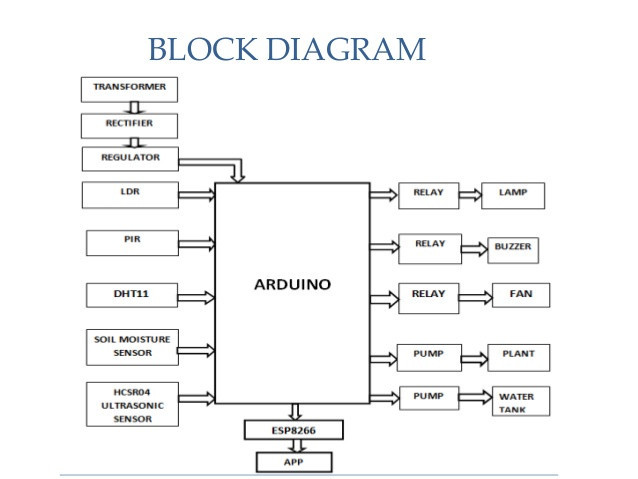 BLOCK DIAGRAM
TRANSFORMER
RECTIFIER
REGULATOR
LDR
PIR
DHT11
SOIL MOISTURE
SENSOR
HCSR04
ULTRASONIC
SENSOR
ARDUINO
RELAY
LAMP
RELAY
BUZZER
RELAY
FAN
PUMP
PLANT
PUMP
WATER
TANK
ESP8266
APP